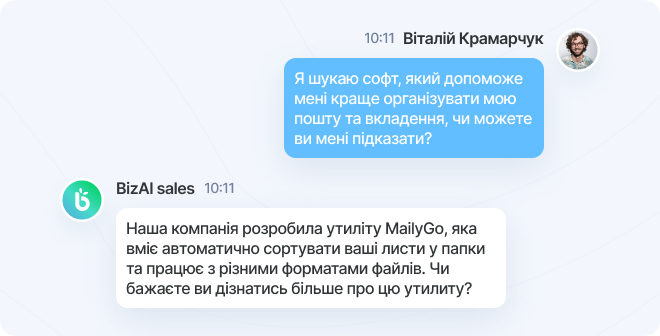 10:11 Віталій Крамарчук
Я шукаю софт, який допоможе
мені краще організувати мою
пошту та вкладення, чи можете
ви мені підказати?
BizAI sales 10:11
Наша компанія розробила утиліту MailyGo, яка
вміє автоматично сортувати ваші листи у папки
та працює з різними форматами файлів. Чи
бажаєте ви дізнатись більше про цю утилиту?